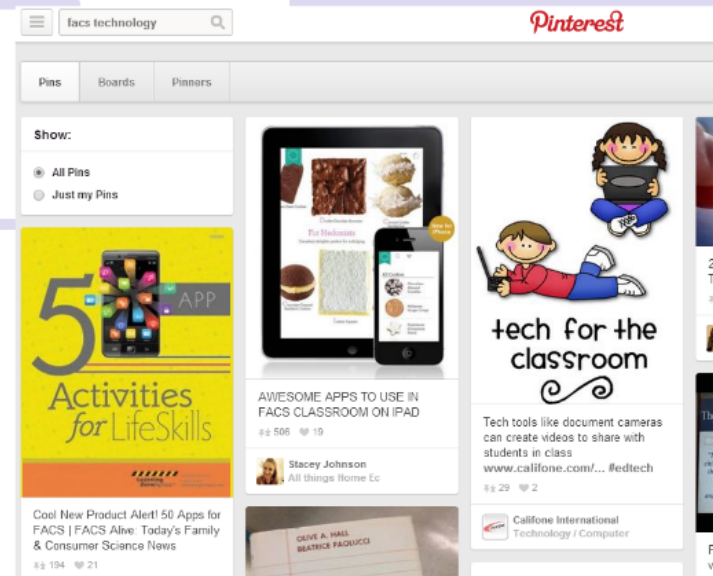 facs technology
Pinterest
Pins
Boards
Pinners
Show:
All Pins
Just my Pins
50 APP
Activities
for LifeSkills
Cool New Product Alert! 50 Apps for
FACS | FACS Alive: Today's Family
& Consumer Science News
194 21
For Hedonists
AWESOME APPS TO USE IN
FACS CLASSROOM ON IPAD
506 19
Stacey Johnson
All things Home Ec
OLIVE A. HALL
BEATRICE PAOLUCCI
tech for the
classroom
Tech tools like document cameras
can create videos to share with
students in class
www.califone.com/... #edtech
29 2
Califone International
Technology / Computer